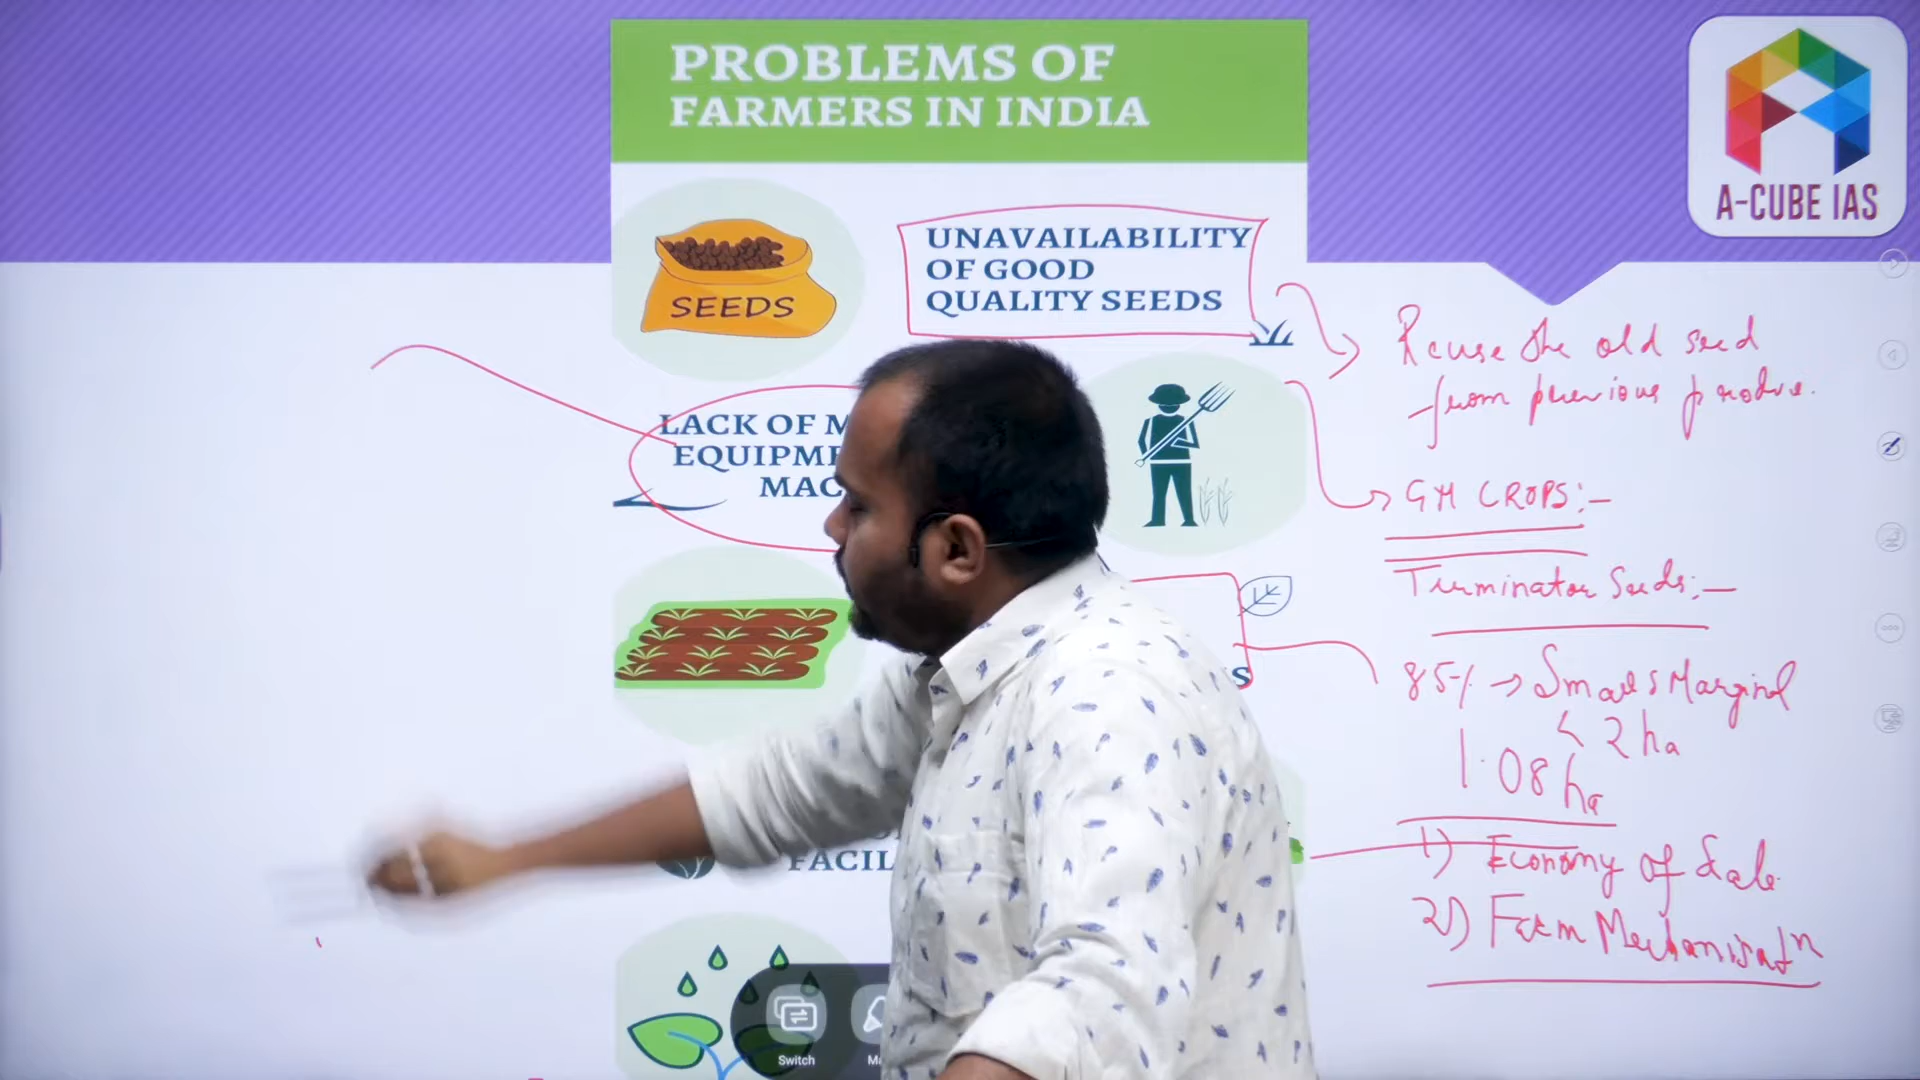 PROBLEMS OF
FARMERS IN INDIA
A-CUBE IAS
SEEDS
UNAVAILABILITY
OF GOOD
QUALITY SEEDS
Reuse the old seed
from previous produce.
LACK OF M
EQUIPME
MAC
GM CROPS:-
Terminator Seeds:-
S
85% → Small & Marginal
< 2 ha
1.08 ha
FACIL
1) Economy of Scale
2) Farm Mechanisatn
Switch
Ma